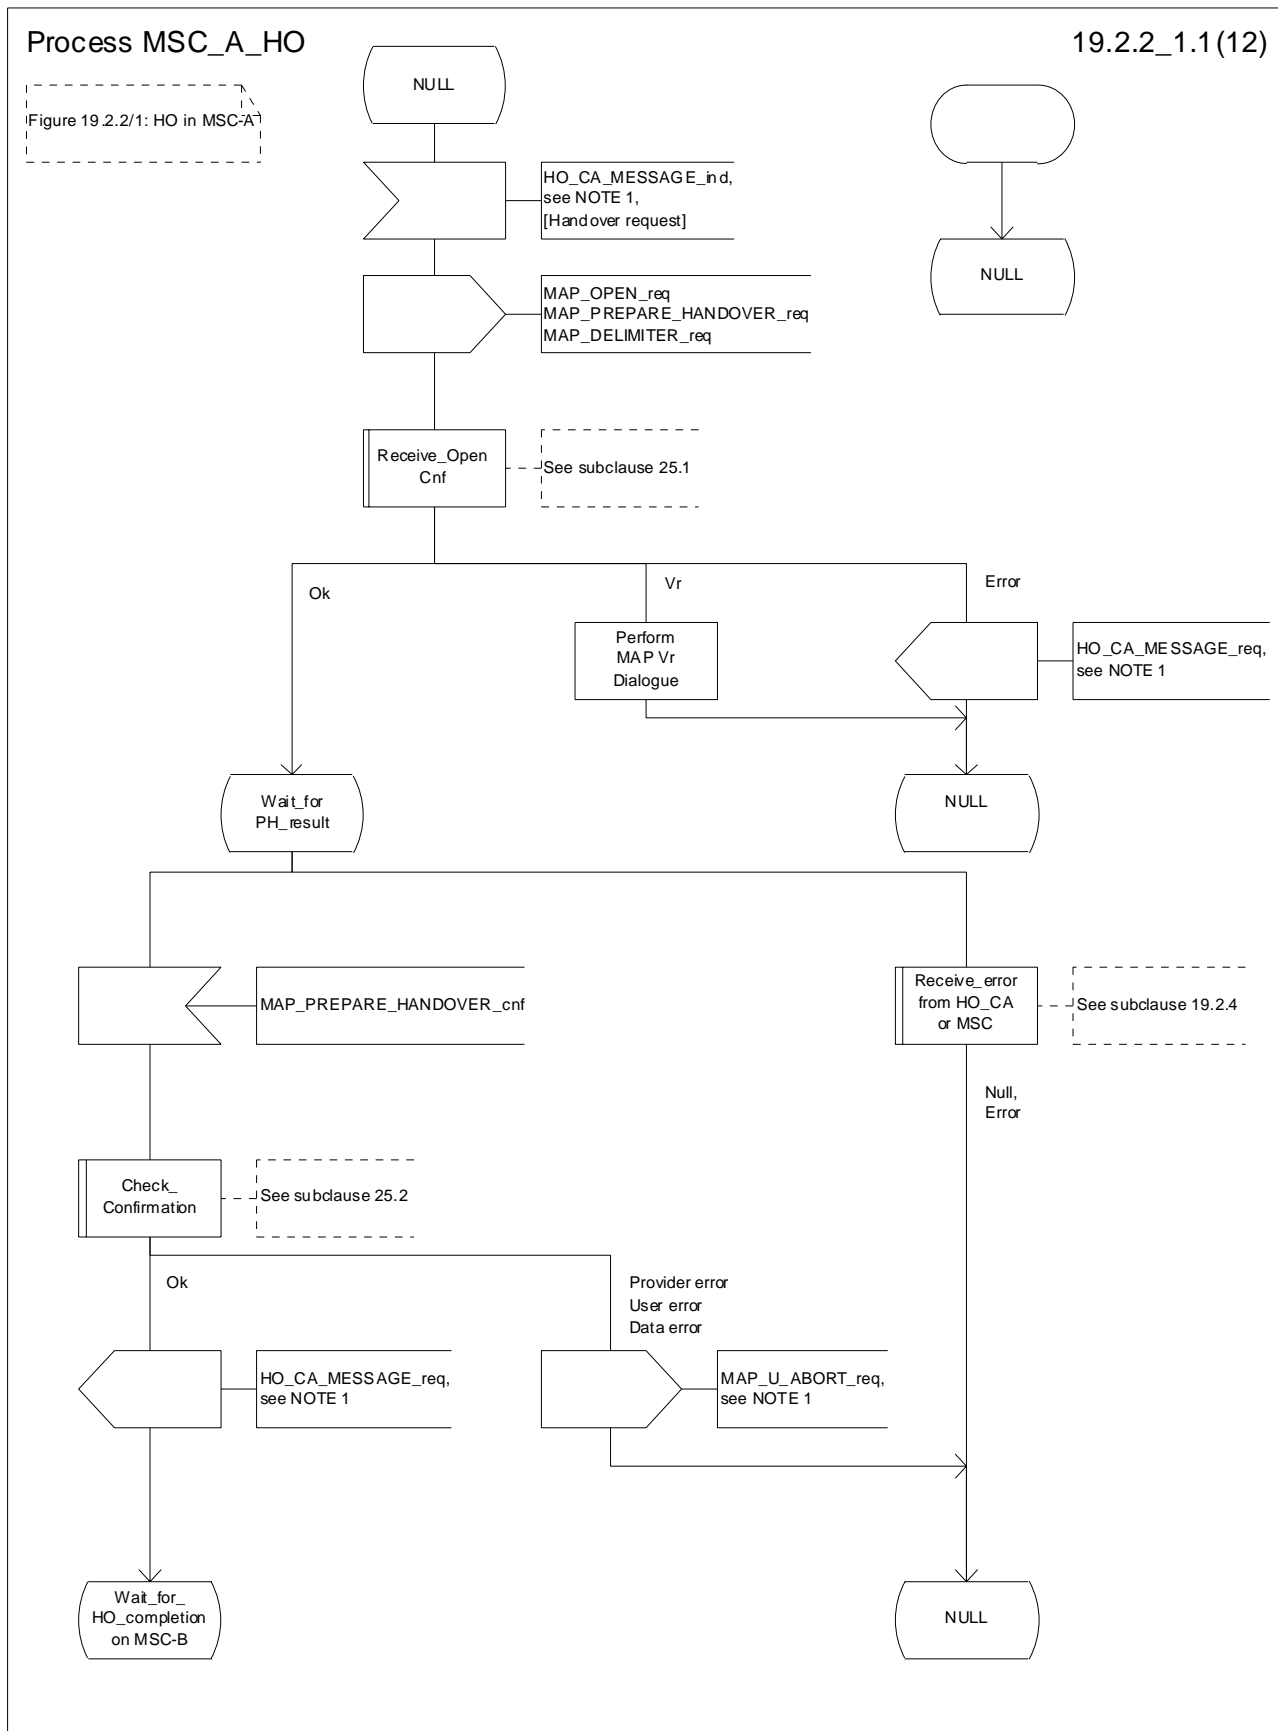 Process MSC_A_HO
19.2.2_1.1(12)
Figure 19.2.2/1: HO in MSC-A
NULL
HO_CA_MESSAGE_ind,
see NOTE 1,
[Handover request]
NULL
MAP_OPEN_req
MAP_PREPARE_HANDOVER_req
MAP_DELIMITER_req
Receive_Open
Cnf
See subclause 25.1
Ok
Vr
Error
Perform
MAP Vr
Dialogue
HO_CA_MESSAGE_req,
see NOTE 1
Wait_for
PH_result
NULL
MAP_PREPARE_HANDOVER_cnf
Receive_error
from HO_CA
or MSC
See subclause 19.2.4
Null,
Error
Check_
Confirmation
See subclause 25.2
Ok
Provider error
User error
Data error
HO_CA_MESSAGE_req,
see NOTE 1
MAP_U_ABORT_req,
see NOTE 1
Wait_for_
HO_completion
on MSC-B
NULL